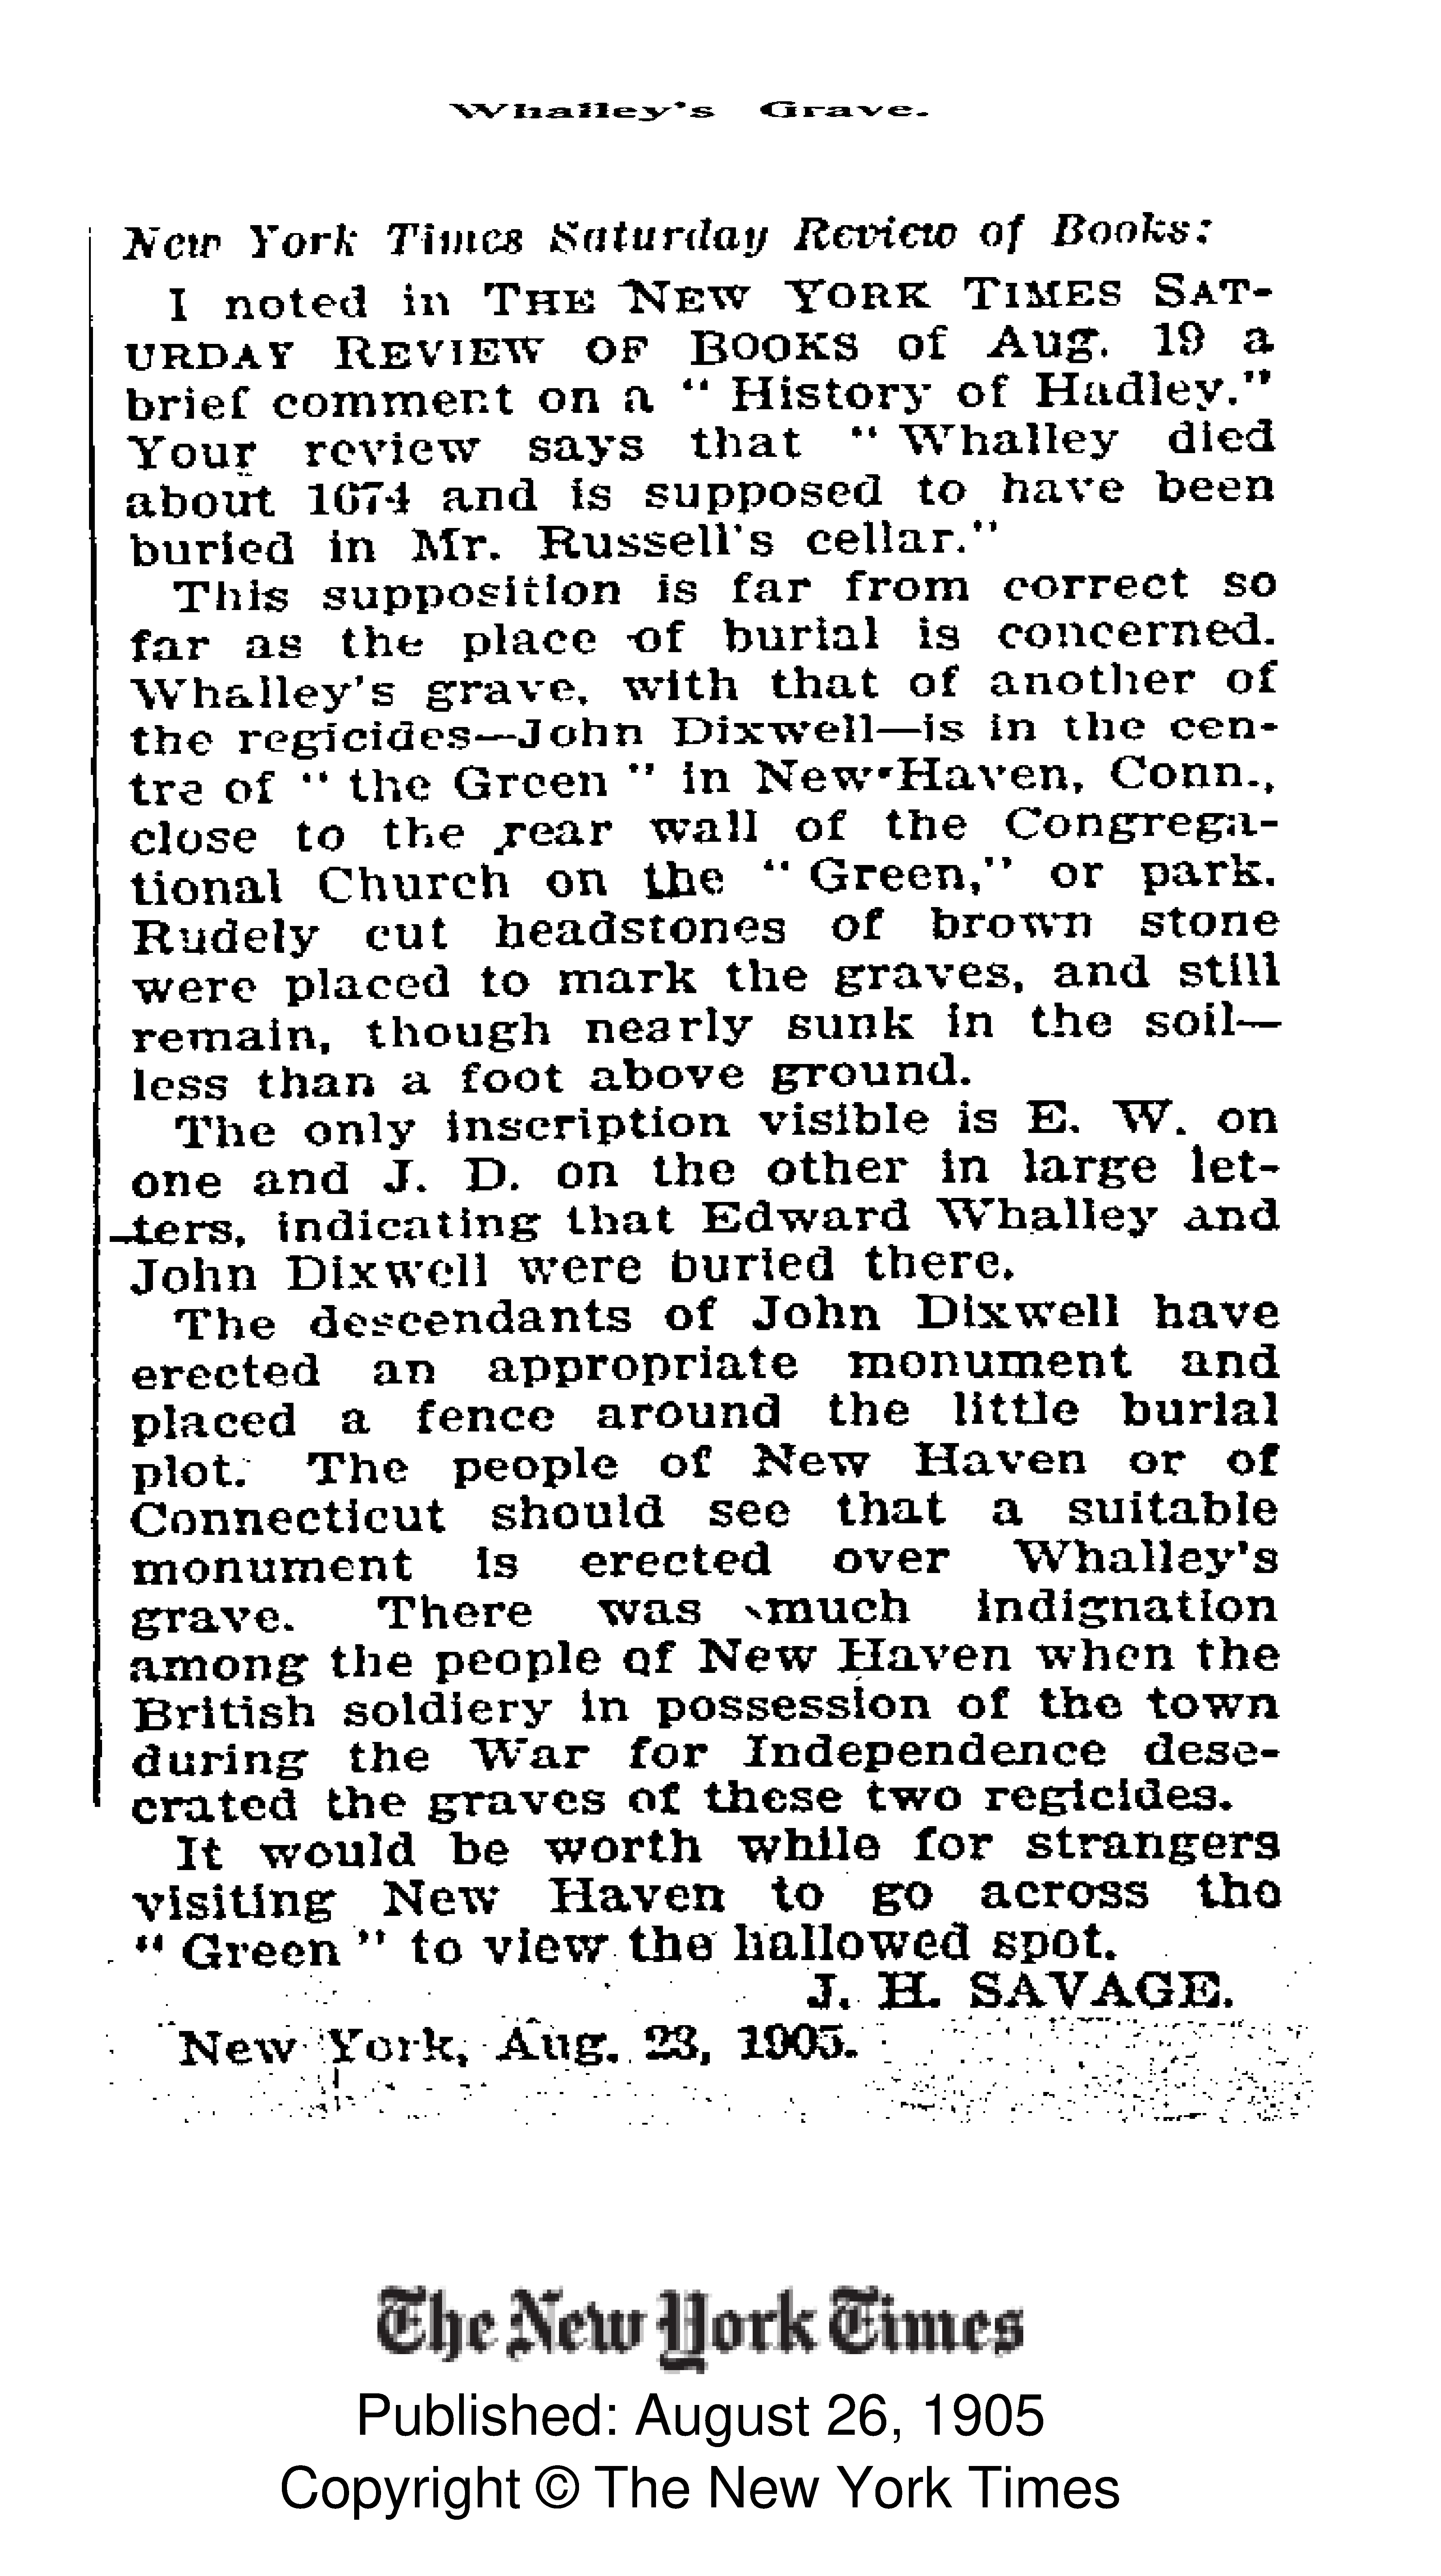 Whalley's Grave.
New York Times Saturday Review of Books:
I noted in THE NEW YORK TIMES SAT-
URDAY REVIEW OF BOOKS of Aug. 19 a
brief comment on a "History of Hadley."
Your review says that "Whalley died
about 1674 and is supposed to have been
buried in Mr. Russell's cellar."
This supposition is far from correct so
far as the place of burial is concerned.
Whalley's grave, with that of another of
the regicides—John Dixwell—is in the cen-
tre of "the Green" in New Haven, Conn.,
close to the rear wall of the Congrega-
tional Church on the "Green," or park.
Rudely cut headstones of brown stone
were placed to mark the graves, and still
remain, though nearly sunk in the soil—
less than a foot above ground.
The only inscription visible is E. W. on
one and J. D. on the other in large let-
ters, indicating that Edward Whalley and
John Dixwell were buried there.
The descendants of John Dixwell have
erected an appropriate monument and
placed a fence around the little burial
plot. The people of New Haven or of
Connecticut should see that a suitable
monument is erected over Whalley's
grave. There was much indignation
among the people of New Haven when the
British soldiery in possession of the town
during the War for Independence dese-
crated the graves of these two regicides.
It would be worth while for strangers
visiting New Haven to go across the
"Green" to view the hallowed spot.
J. H. SAVAGE.
New York, Aug. 23, 1905.
The New York Times
Published: August 26, 1905
Copyright © The New York Times